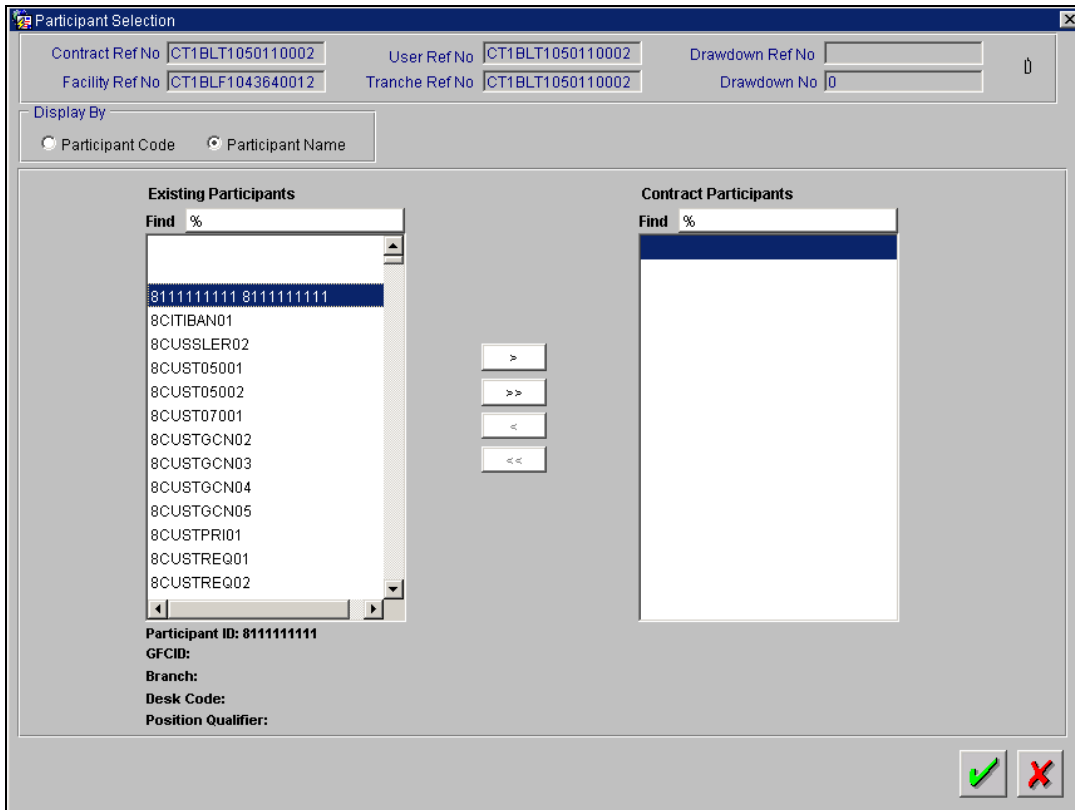 Participant Selection
Contract Ref No CT1BLT1050110002 User Ref No CT1BLT1050110002 Drawdown Ref No
Facility Ref No CT1BLF1043640012 Tranche Ref No CT1BLT1050110002 Drawdown No 0
Display By
Participant Code Participant Name
Existing Participants Contract Participants
Find % Find %
8111111111 8111111111
8CITIBAN01
8CUSSLER02
8CUST05001
8CUST05002
8CUST07001
8CUSTGCN02
8CUSTGCN03
8CUSTGCN04
8CUSTGCN05
8CUSTPRI01
8CUSTREQ01
8CUSTREQ02
>
>>
<
<<
Participant ID: 8111111111
GFCID:
Branch:
Desk Code:
Position Qualifier: